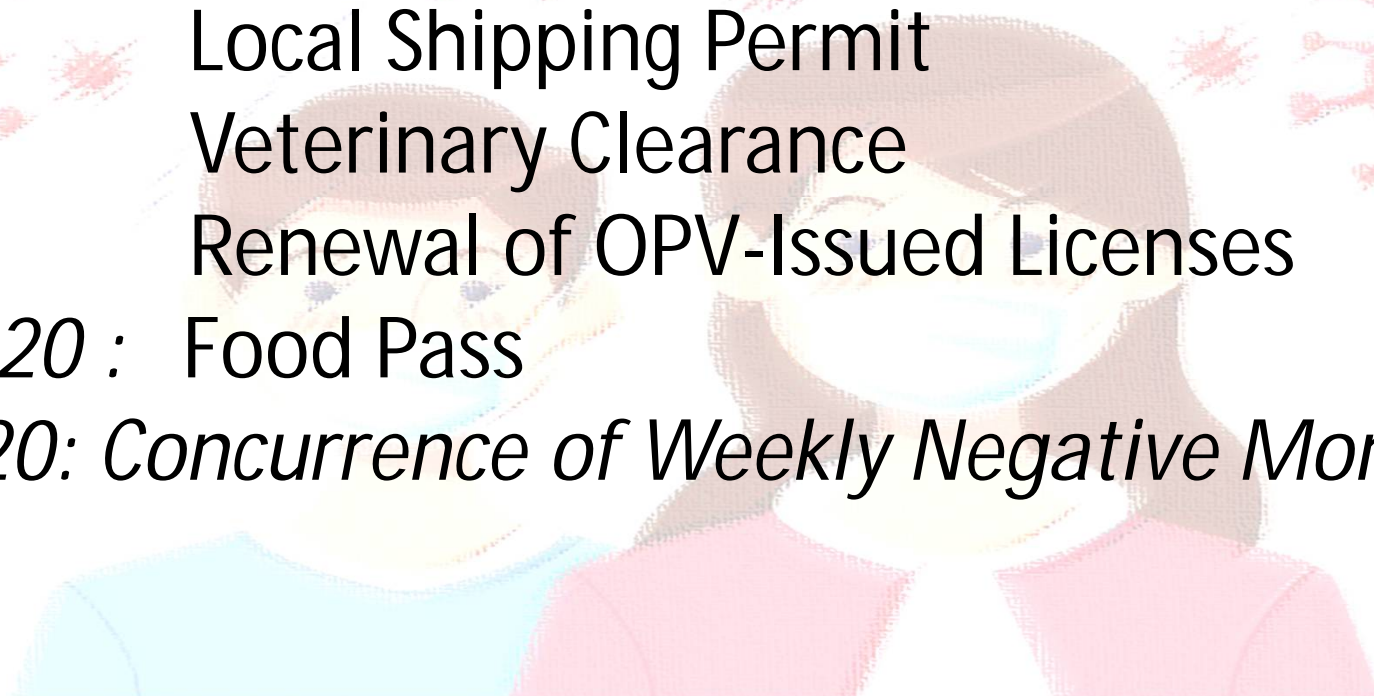 Local Shipping Permit
Veterinary Clearance
Renewal of OPV-Issued Licenses
20 : Food Pass
20: Concurrence of Weekly Negative